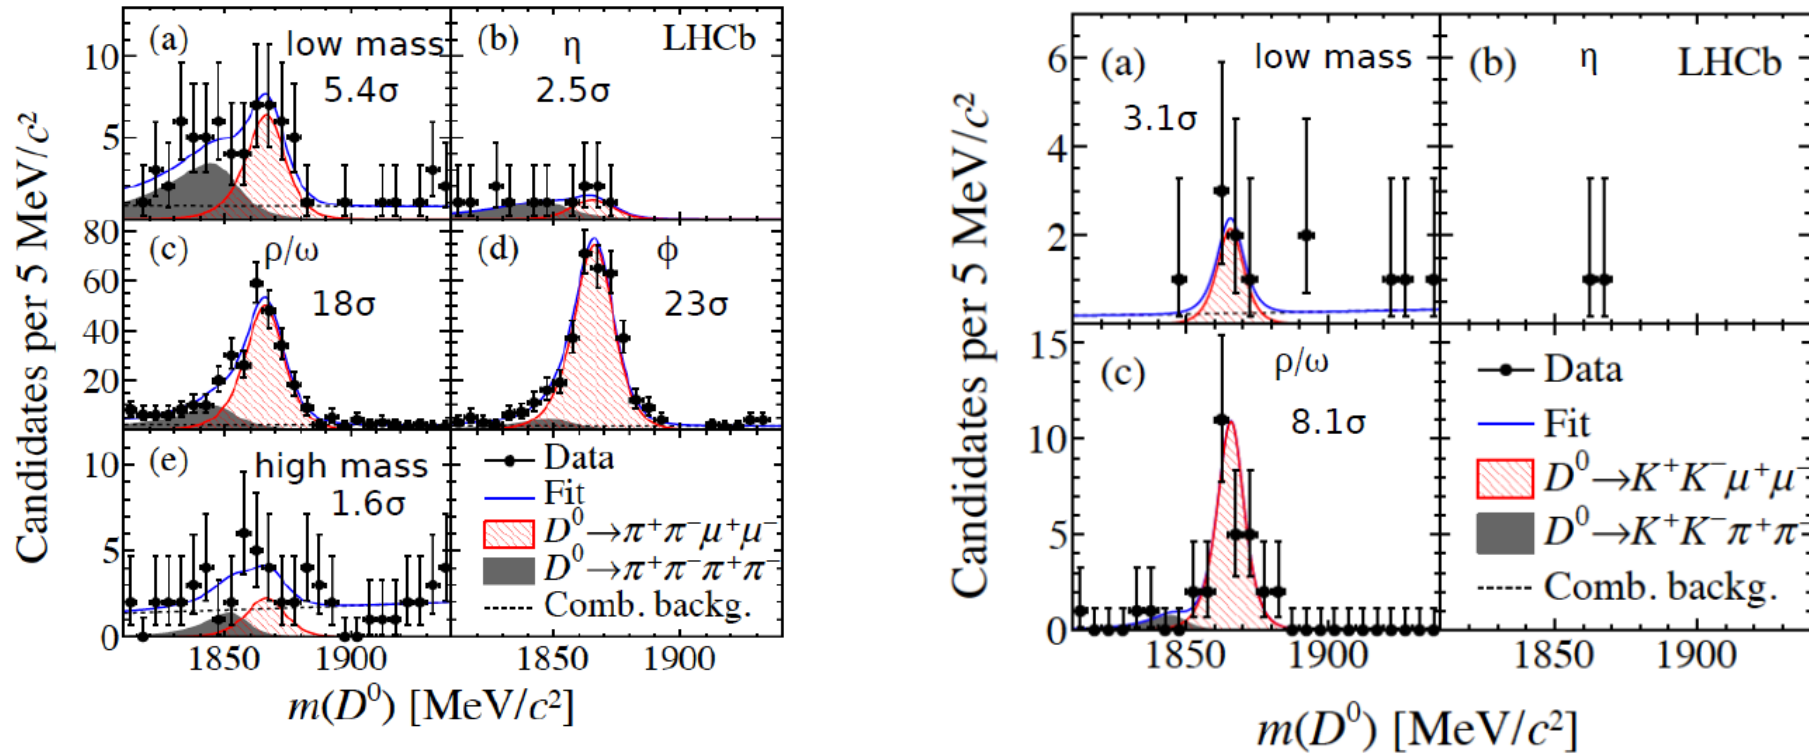 Candidates per 5 MeV/c²
(a) low mass
5.4σ
10
5
(b) η LHCb
2.5σ
(c) ρ/ω
18σ
80
60
40
20
(d) φ
23σ
(e) high mass
1.6σ
10
5
0
Data
Fit
D⁰→π⁺π⁻μ⁺μ⁻
D⁰→π⁺π⁻π⁺π⁻
Comb. backg.
1850 1900 1850 1900
m(D⁰) [MeV/c²]
Candidates per 5 MeV/c²
(a) low mass
3.1σ
6
4
2
(b) η LHCb
(c) ρ/ω
8.1σ
15
10
5
0
Data
Fit
D⁰→K⁺K⁻μ⁺μ⁻
D⁰→K⁺K⁻π⁺π⁻
Comb. backg.
1850 1900 1850 1900
m(D⁰) [MeV/c²]